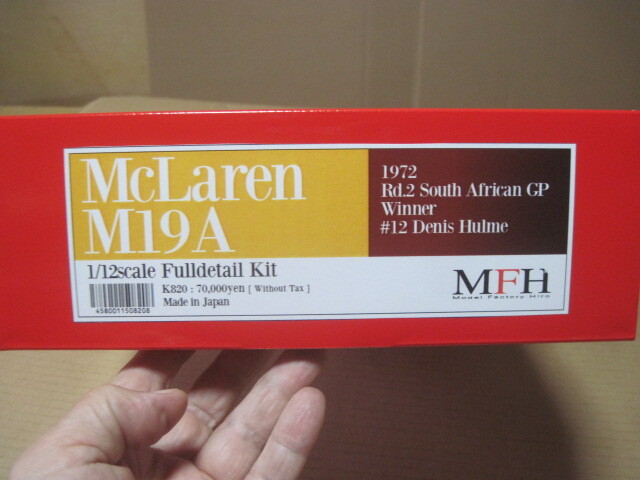 McLaren
M19A
1972
Rd.2 South African GP
Winner
#12 Denis Hulme
1/12scale Fulldetail Kit
K820 : 70,000yen [ Without Tax ]
Made in Japan
4580011508208
MFH
Model Factory Hiro